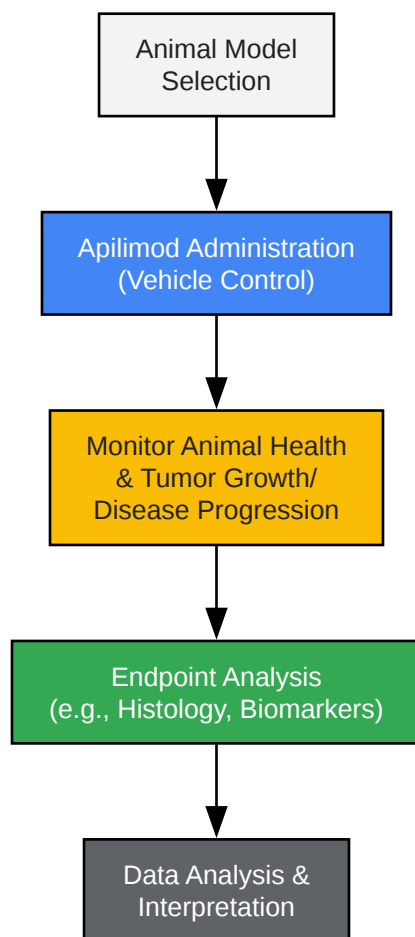 Animal Model
Selection
Apilimod Administration
(Vehicle Control)
Monitor Animal Health
& Tumor Growth/
Disease Progression
Endpoint Analysis
(e.g., Histology, Biomarkers)
Data Analysis &
Interpretation